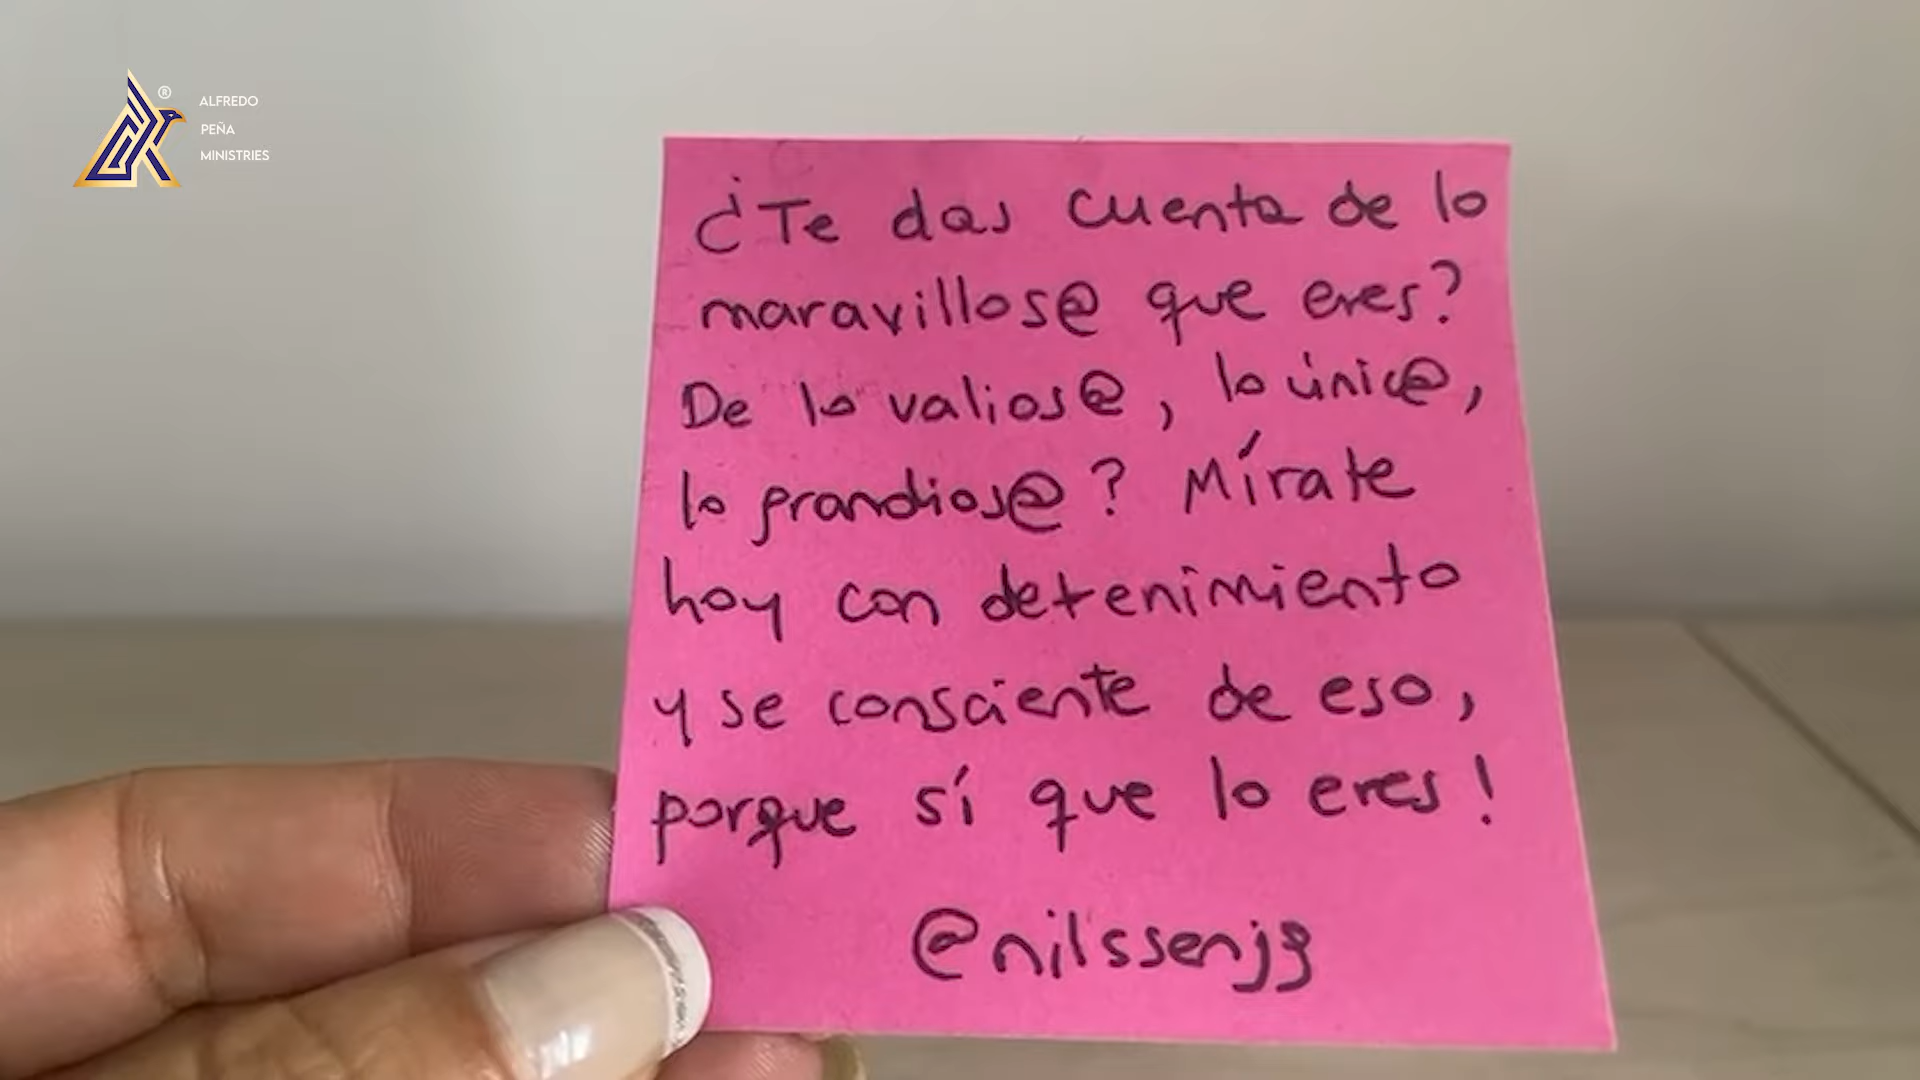 ®
ALFREDO
PEÑA
MINISTRIES
¿Te das cuenta de lo
maravillos@ que eres?
De lo valios@, lo únic@,
lo grandios@? Mírate
hoy con detenimiento
y se consciente de eso,
porque sí que lo eres!
@nilssenjg